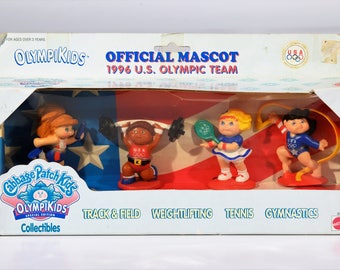 FOR AGES OVER 3 YEARS
OLYMPIKIDS
OFFICIAL MASCOT
1996 U.S. OLYMPIC TEAM
USA
Cabbage Patch Kids
OLYMPIKIDS
SPECIAL EDITION
Collectibles
TRACK & FIELD WEIGHTLIFTING TENNIS GYMNASTICS